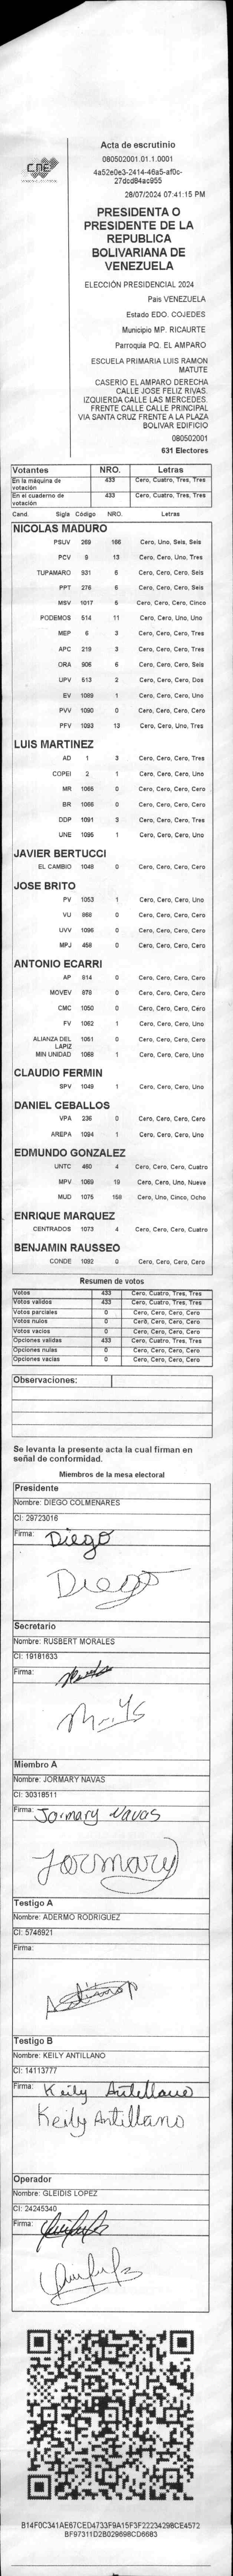 CNE
Acta de escrutinio
080502001.01.1.0001
4a52e0e3-2414-46a5-af0c-
27dcd84ac955
28/07/2024 07:41:15 PM
PRESIDENTA O
PRESIDENTE DE LA
REPUBLICA
BOLIVARIANA DE
VENEZUELA
ELECCIÓN PRESIDENCIAL 2024
Pais VENEZUELA
Estado EDO. COJEDES
Municipio MP. RICAURTE
Parroquia PQ. EL AMPARO
ESCUELA PRIMARIA LUIS RAMON
MATUTE
CASERIO EL AMPARO DERECHA
CALLE JOSE FELIZ RIVAS.
IZQUIERDA CALLE LAS MERCEDES.
FRENTE CALLE CALLE PRINCIPAL
VIA SANTA CRUZ FRENTE A LA PLAZA
BOLIVAR EDIFICIO
080502001
631 Electores
Votantes NRO. Letras
En la máquina de votación 433 Cero, Cuatro, Tres, Tres
En el cuaderno de votación 433 Cero, Cuatro, Tres, Tres
Cand. Sigla Código NRO. Letras
NICOLAS MADURO
PSUV 269 166 Cero, Uno, Seis, Seis
PCV 9 13 Cero, Cero, Uno, Tres
TUPAMARO 931 6 Cero, Cero, Cero, Seis
PPT 276 6 Cero, Cero, Cero, Seis
MSV 1017 5 Cero, Cero, Cero, Cinco
PODEMOS 514 11 Cero, Cero, Uno, Uno
MEP 6 3 Cero, Cero, Cero, Tres
APC 219 3 Cero, Cero, Cero, Tres
ORA 906 6 Cero, Cero, Cero, Seis
UPV 513 2 Cero, Cero, Cero, Dos
EV 1089 1 Cero, Cero, Cero, Uno
PVV 1090 0 Cero, Cero, Cero, Cero
PFV 1093 13 Cero, Cero, Uno, Tres
LUIS MARTINEZ
AD 1 3 Cero, Cero, Cero, Tres
COPEI 2 1 Cero, Cero, Cero, Uno
MR 1066 0 Cero, Cero, Cero, Cero
BR 1086 0 Cero, Cero, Cero, Cero
DDP 1091 3 Cero, Cero, Cero, Tres
UNE 1095 1 Cero, Cero, Cero, Uno
JAVIER BERTUCCI
EL CAMBIO 1048 0 Cero, Cero, Cero, Cero
JOSE BRITO
PV 1053 1 Cero, Cero, Cero, Uno
VU 868 0 Cero, Cero, Cero, Cero
UVV 1096 0 Cero, Cero, Cero, Cero
MPJ 458 0 Cero, Cero, Cero, Cero
ANTONIO ECARRI
AP 914 0 Cero, Cero, Cero, Cero
MOVEV 879 0 Cero, Cero, Cero, Cero
CMC 1050 0 Cero, Cero, Cero, Cero
FV 1062 1 Cero, Cero, Cero, Uno
ALIANZA DEL LAPIZ 1051 0 Cero, Cero, Cero, Cero
MIN UNIDAD 1068 1 Cero, Cero, Cero, Uno
CLAUDIO FERMIN
SPV 1049 1 Cero, Cero, Cero, Uno
DANIEL CEBALLOS
VPA 236 0 Cero, Cero, Cero, Cero
AREPA 1094 1 Cero, Cero, Cero, Uno
EDMUNDO GONZALEZ
UNTC 480 4 Cero, Cero, Cero, Cuatro
MPV 1069 19 Cero, Cero, Uno, Nueve
MUD 1075 158 Cero, Uno, Cinco, Ocho
ENRIQUE MARQUEZ
CENTRADOS 1073 4 Cero, Cero, Cero, Cuatro
BENJAMIN RAUSSEO
CONDE 1092 0 Cero, Cero, Cero, Cero
Resumen de votos
Votos 433 Cero, Cuatro, Tres, Tres
Votos validos 433 Cero, Cuatro, Tres, Tres
Votos parciales 0 Cero, Cero, Cero, Cero
Votos nulos 0 Cero, Cero, Cero, Cero
Votos vacios 0 Cero, Cero, Cero, Cero
Opciones validas 433 Cero, Cuatro, Tres, Tres
Opciones nulas 0 Cero, Cero, Cero, Cero
Opciones vacias 0 Cero, Cero, Cero, Cero
Observaciones:
Se levanta la presente acta la cual firman en
señal de conformidad.
Miembros de la mesa electoral
Presidente
Nombre: DIEGO COLMENARES
CI: 29723016
Firma: Diego
Diego
Secretario
Nombre: RUSBERT MORALES
CI: 19181633
Firma:
Miembro A
Nombre: JORMARY NAVAS
CI: 30318511
Firma: Jormary Navas
Jormary
Testigo A
Nombre: ADERMO RODRIGUEZ
CI: 5746921
Firma:
Testigo B
Nombre: KEILY ANTILLANO
CI: 14113777
Firma: Keily Antillano
Keily Antillano
Operador
Nombre: GLEIDIS LOPEZ
CI: 24245340
Firma:
B14F0C341AE67CED4733F9A15F3F22234298CE4572
BF97311D2B029698CD6683